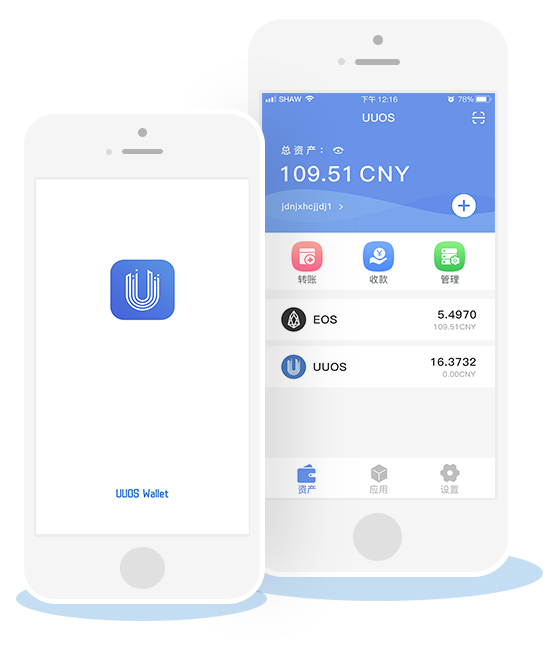 UUOS Wallet
SHAW 下午 12:16 78%
UUOS
总资产：
109.51 CNY
jdnjxhcjjdj1 >
转账 收款 管理
EOS 5.4970
109.51CNY
UUOS 16.3732
0.00CNY
资产 应用 设置